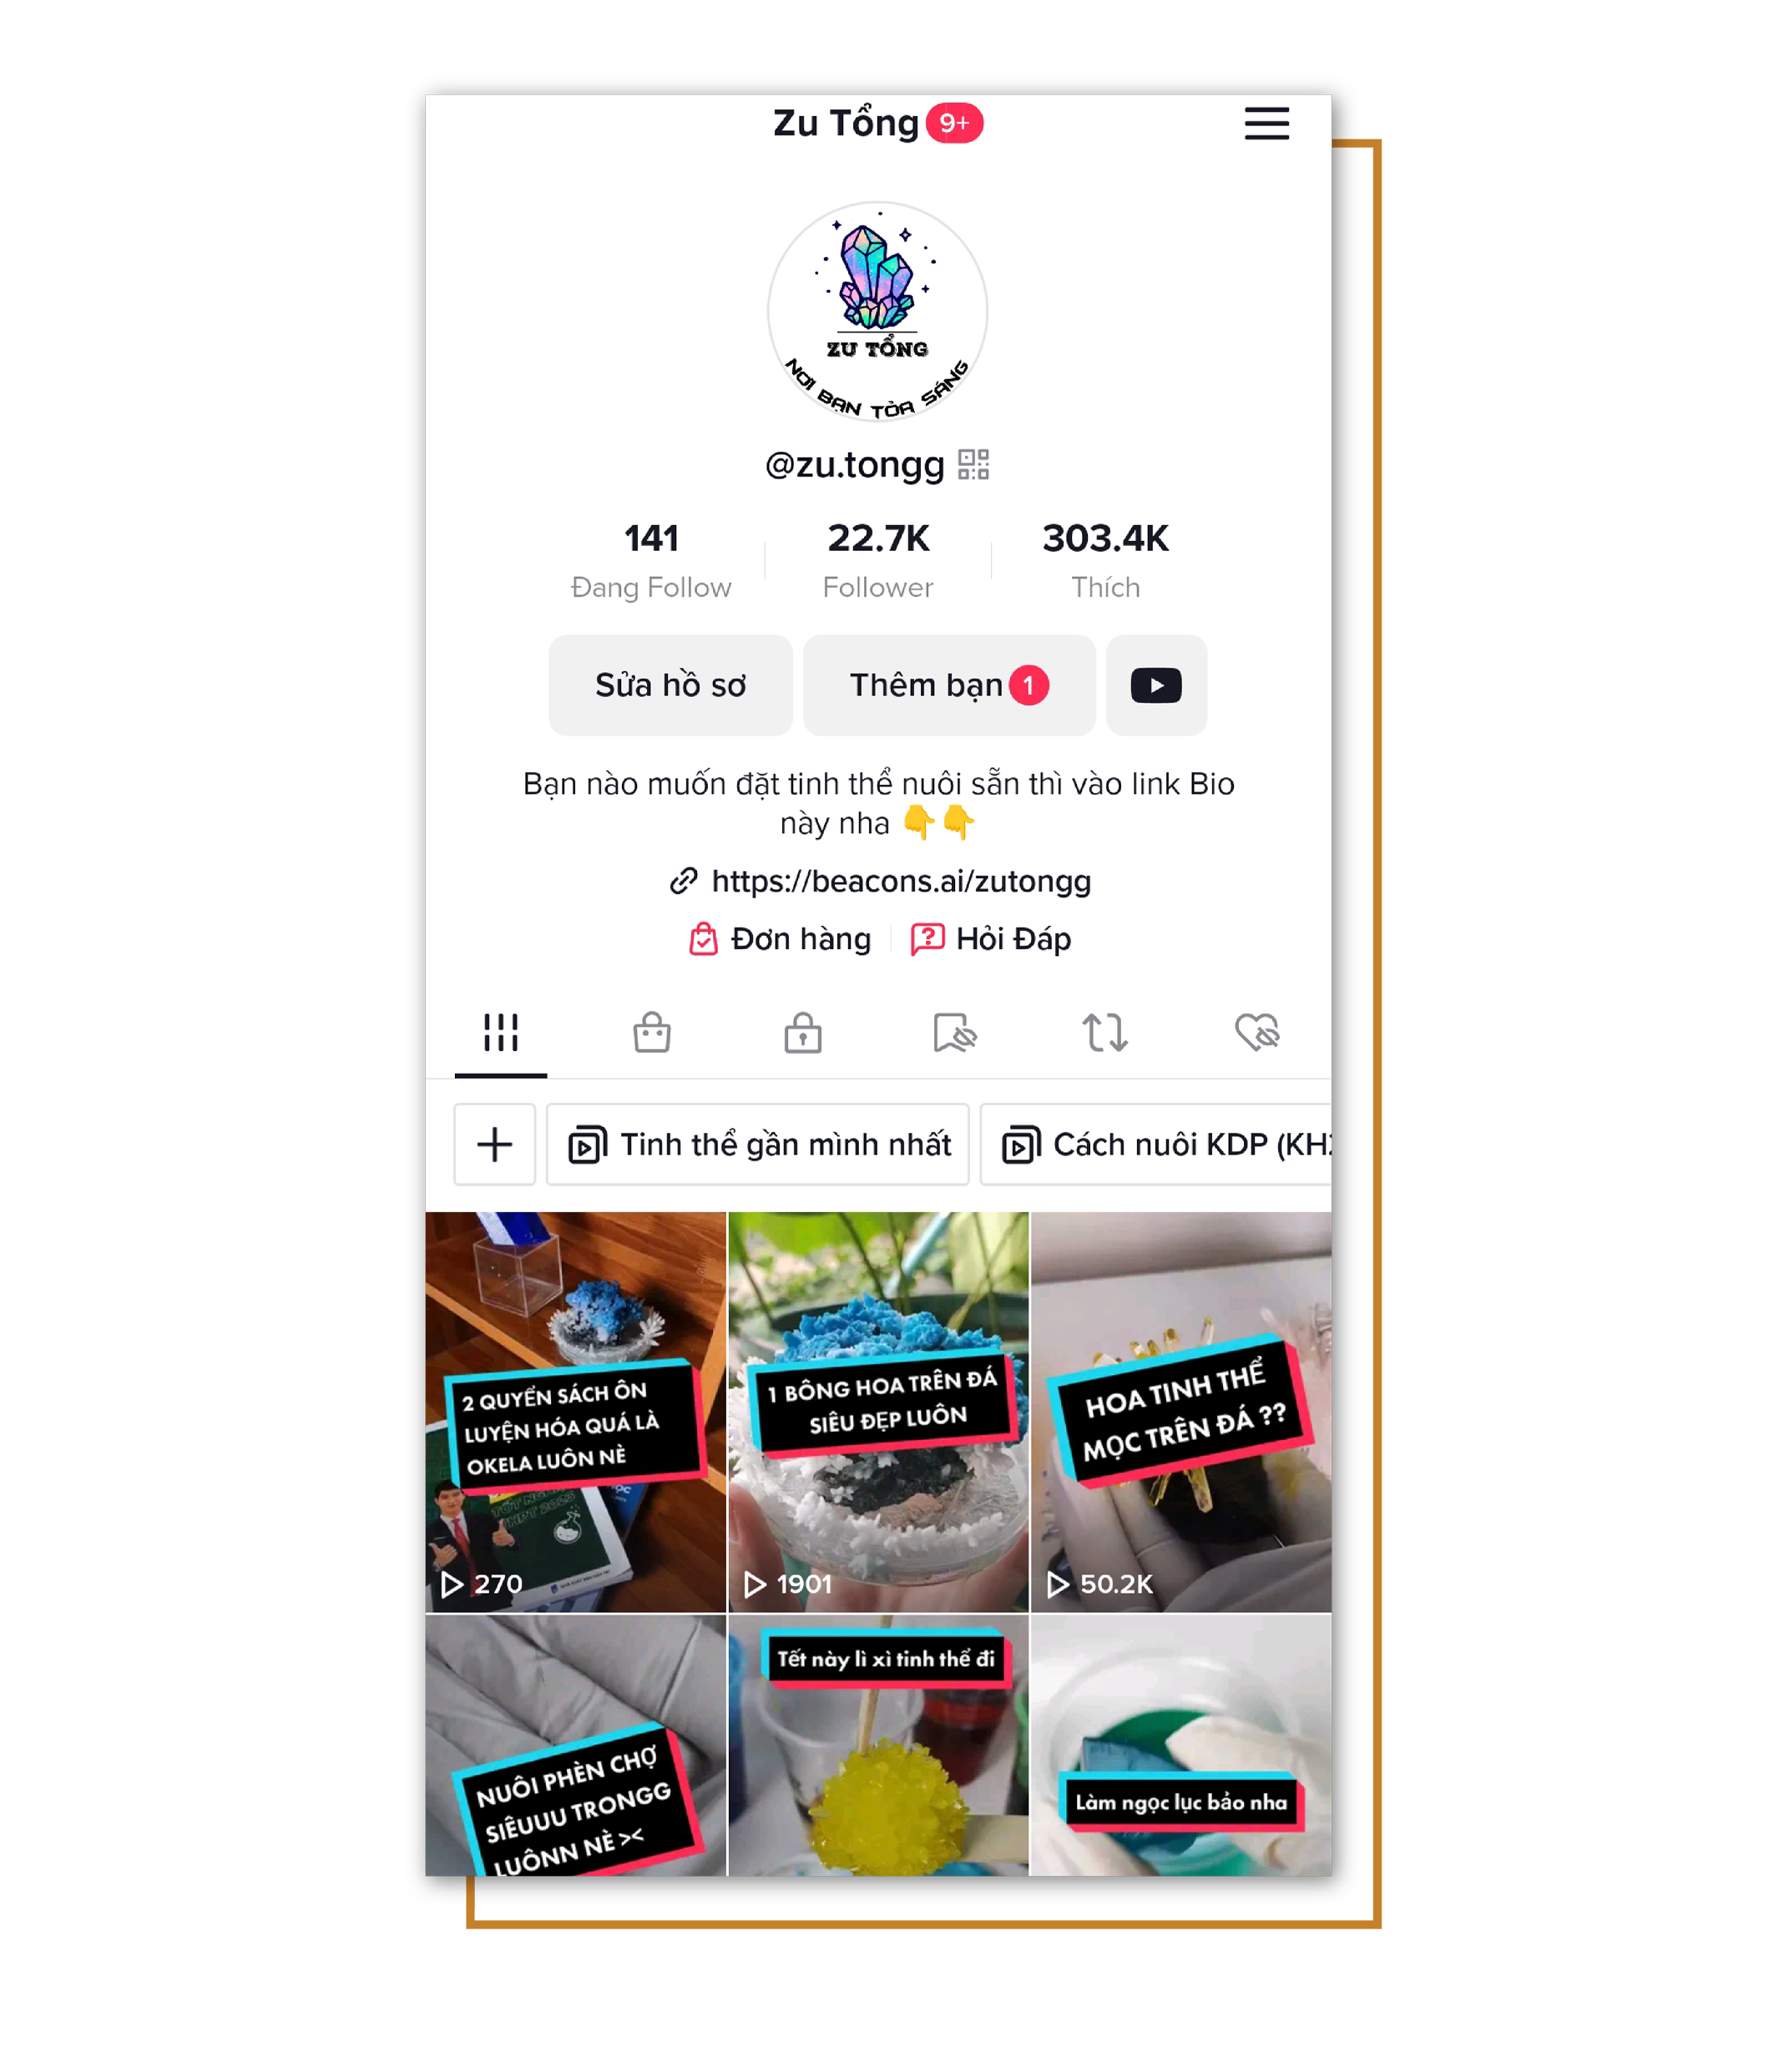 Zu Tổng 9+
ZU TỔNG
NƠI BẠN TỎA SÁNG
@zu.tongg
141
Đang Follow
22.7K
Follower
303.4K
Thích
Sửa hồ sơ
Thêm bạn 1
Bạn nào muốn đặt tinh thể nuôi sẵn thì vào link Bio
này nha 👇👇
https://beacons.ai/zutongg
Đơn hàng
Hỏi Đáp
Tinh thể gần mình nhất
Cách nuôi KDP (KH2
2 QUYỂN SÁCH ÔN
LUYỆN HÓA QUÁ LÀ
OKELA LUÔN NÈ
TỐT NGHIỆP
THPT 2025
270
1 BÔNG HOA TRÊN ĐÁ
SIÊU ĐẸP LUÔN
1901
HOA TINH THỂ
MỌC TRÊN ĐÁ ??
50.2K
NUÔI PHÈN CHỢ
SIÊUUU TRONGG
LUÔNN NÈ ><
Tết này lì xì tinh thể đi
Làm ngọc lục bảo nha